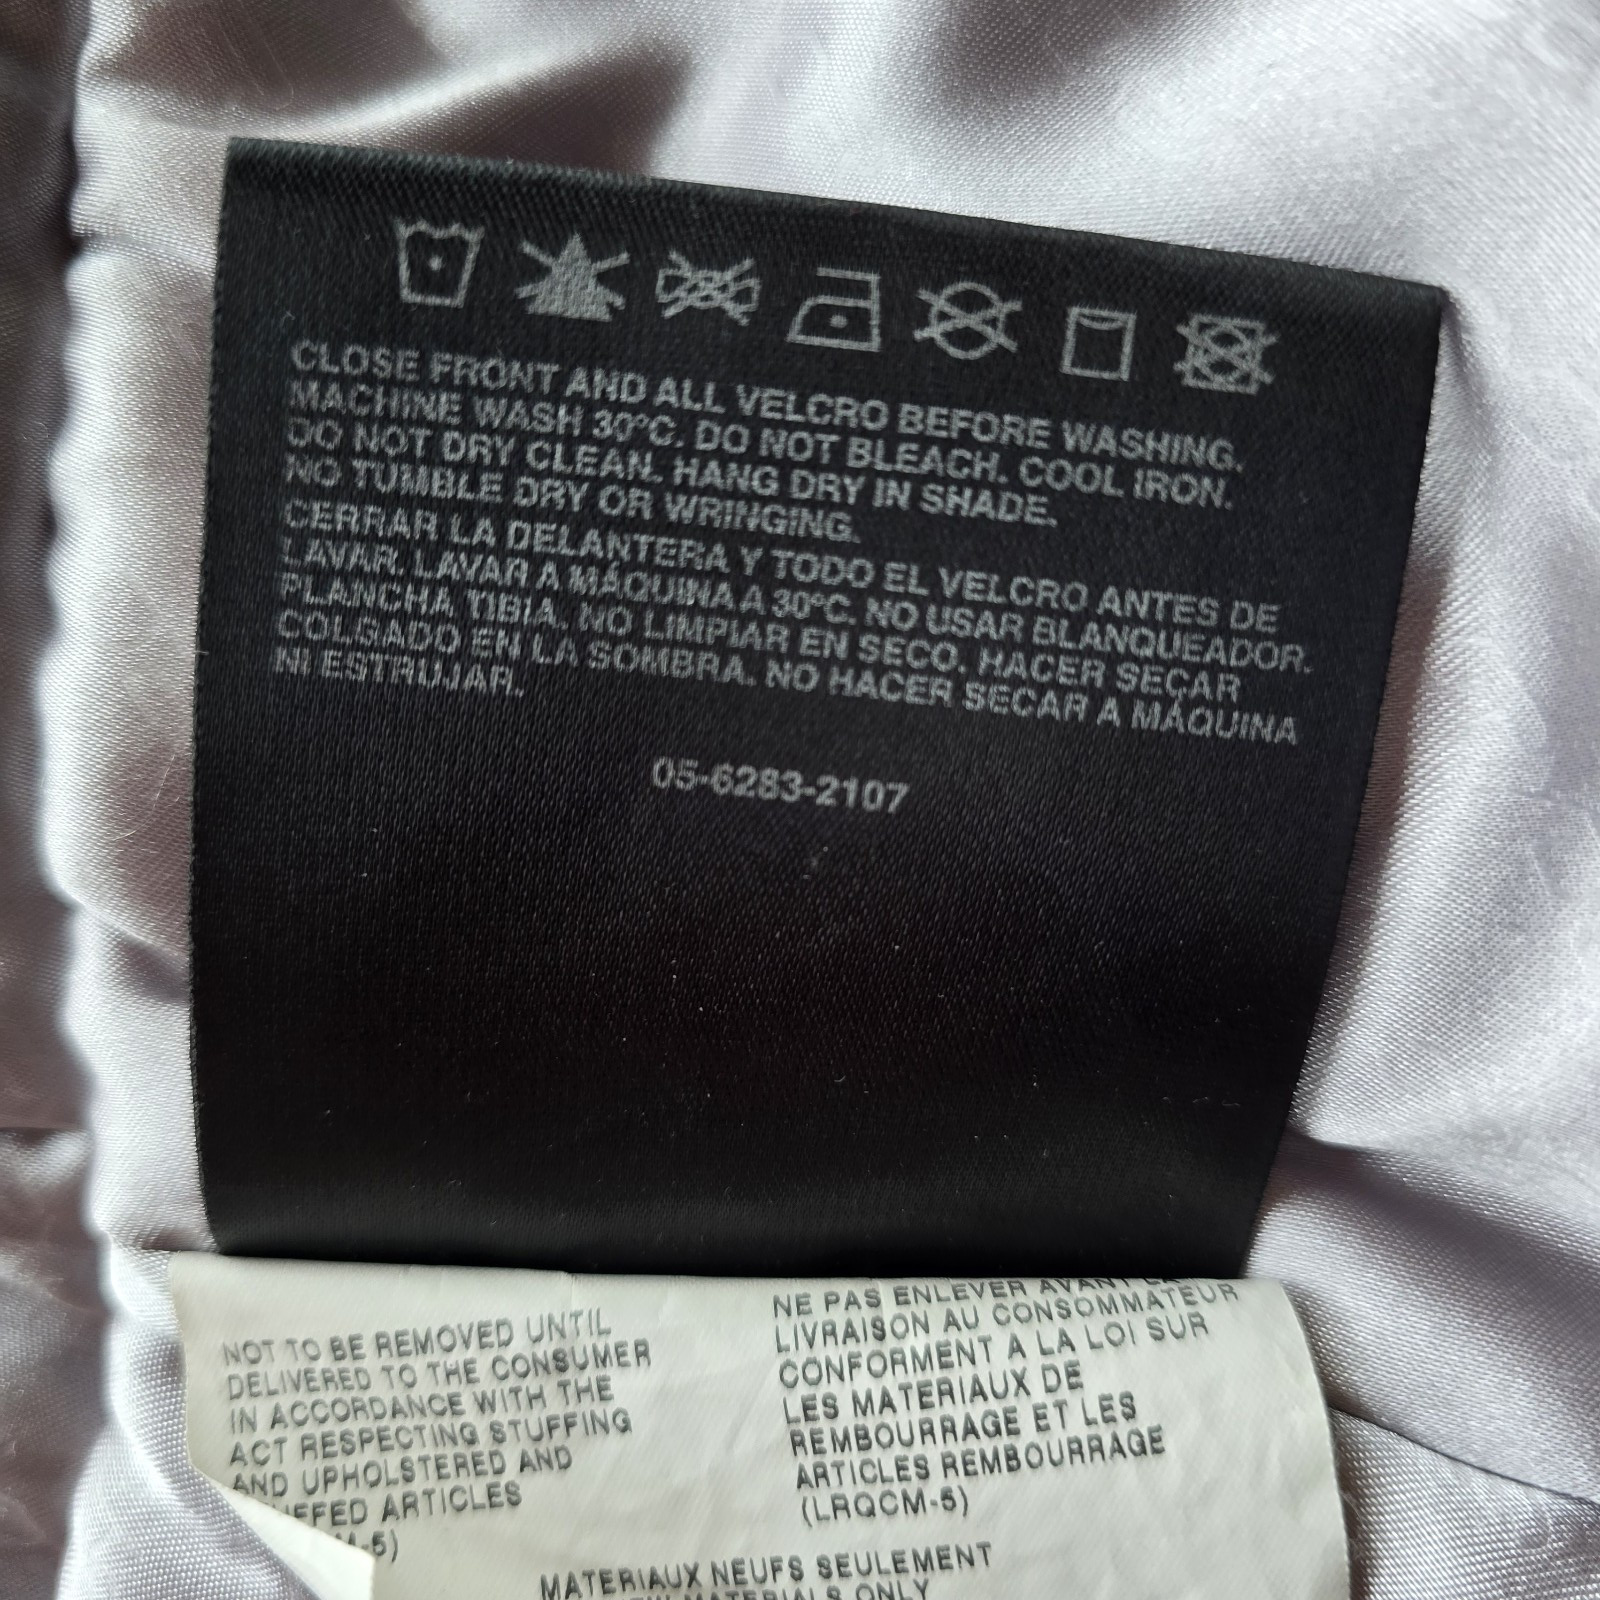 CLOSE FRONT AND ALL VELCRO BEFORE WASHING.
MACHINE WASH 30°C. DO NOT BLEACH. COOL IRON.
DO NOT DRY CLEAN. HANG DRY IN SHADE.
NO TUMBLE DRY OR WRINGING.
CERRAR LA DELANTERA Y TODO EL VELCRO ANTES DE
LAVAR. LAVAR A MÁQUINA A 30°C. NO USAR BLANQUEADOR.
PLANCHA TIBIA. NO LIMPIAR EN SECO. HACER SECAR
COLGADO EN LA SOMBRA. NO HACER SECAR A MÁQUINA
NI ESTRUJAR.
05-6283-2107
NOT TO BE REMOVED UNTIL
DELIVERED TO THE CONSUMER
IN ACCORDANCE WITH THE
ACT RESPECTING STUFFING
AND UPHOLSTERED AND
ARTICLES
-5)
NE PAS ENLEVER AVANT LA
LIVRAISON AU CONSOMMATEUR
CONFORMENT A LA LOI SUR
LES MATERIAUX DE
REMBOURRAGE ET LES
ARTICLES REMBOURRAGE
(LRQCM-5)
MATERIAUX NEUFS SEULEMENT
MATERIALS ONLY